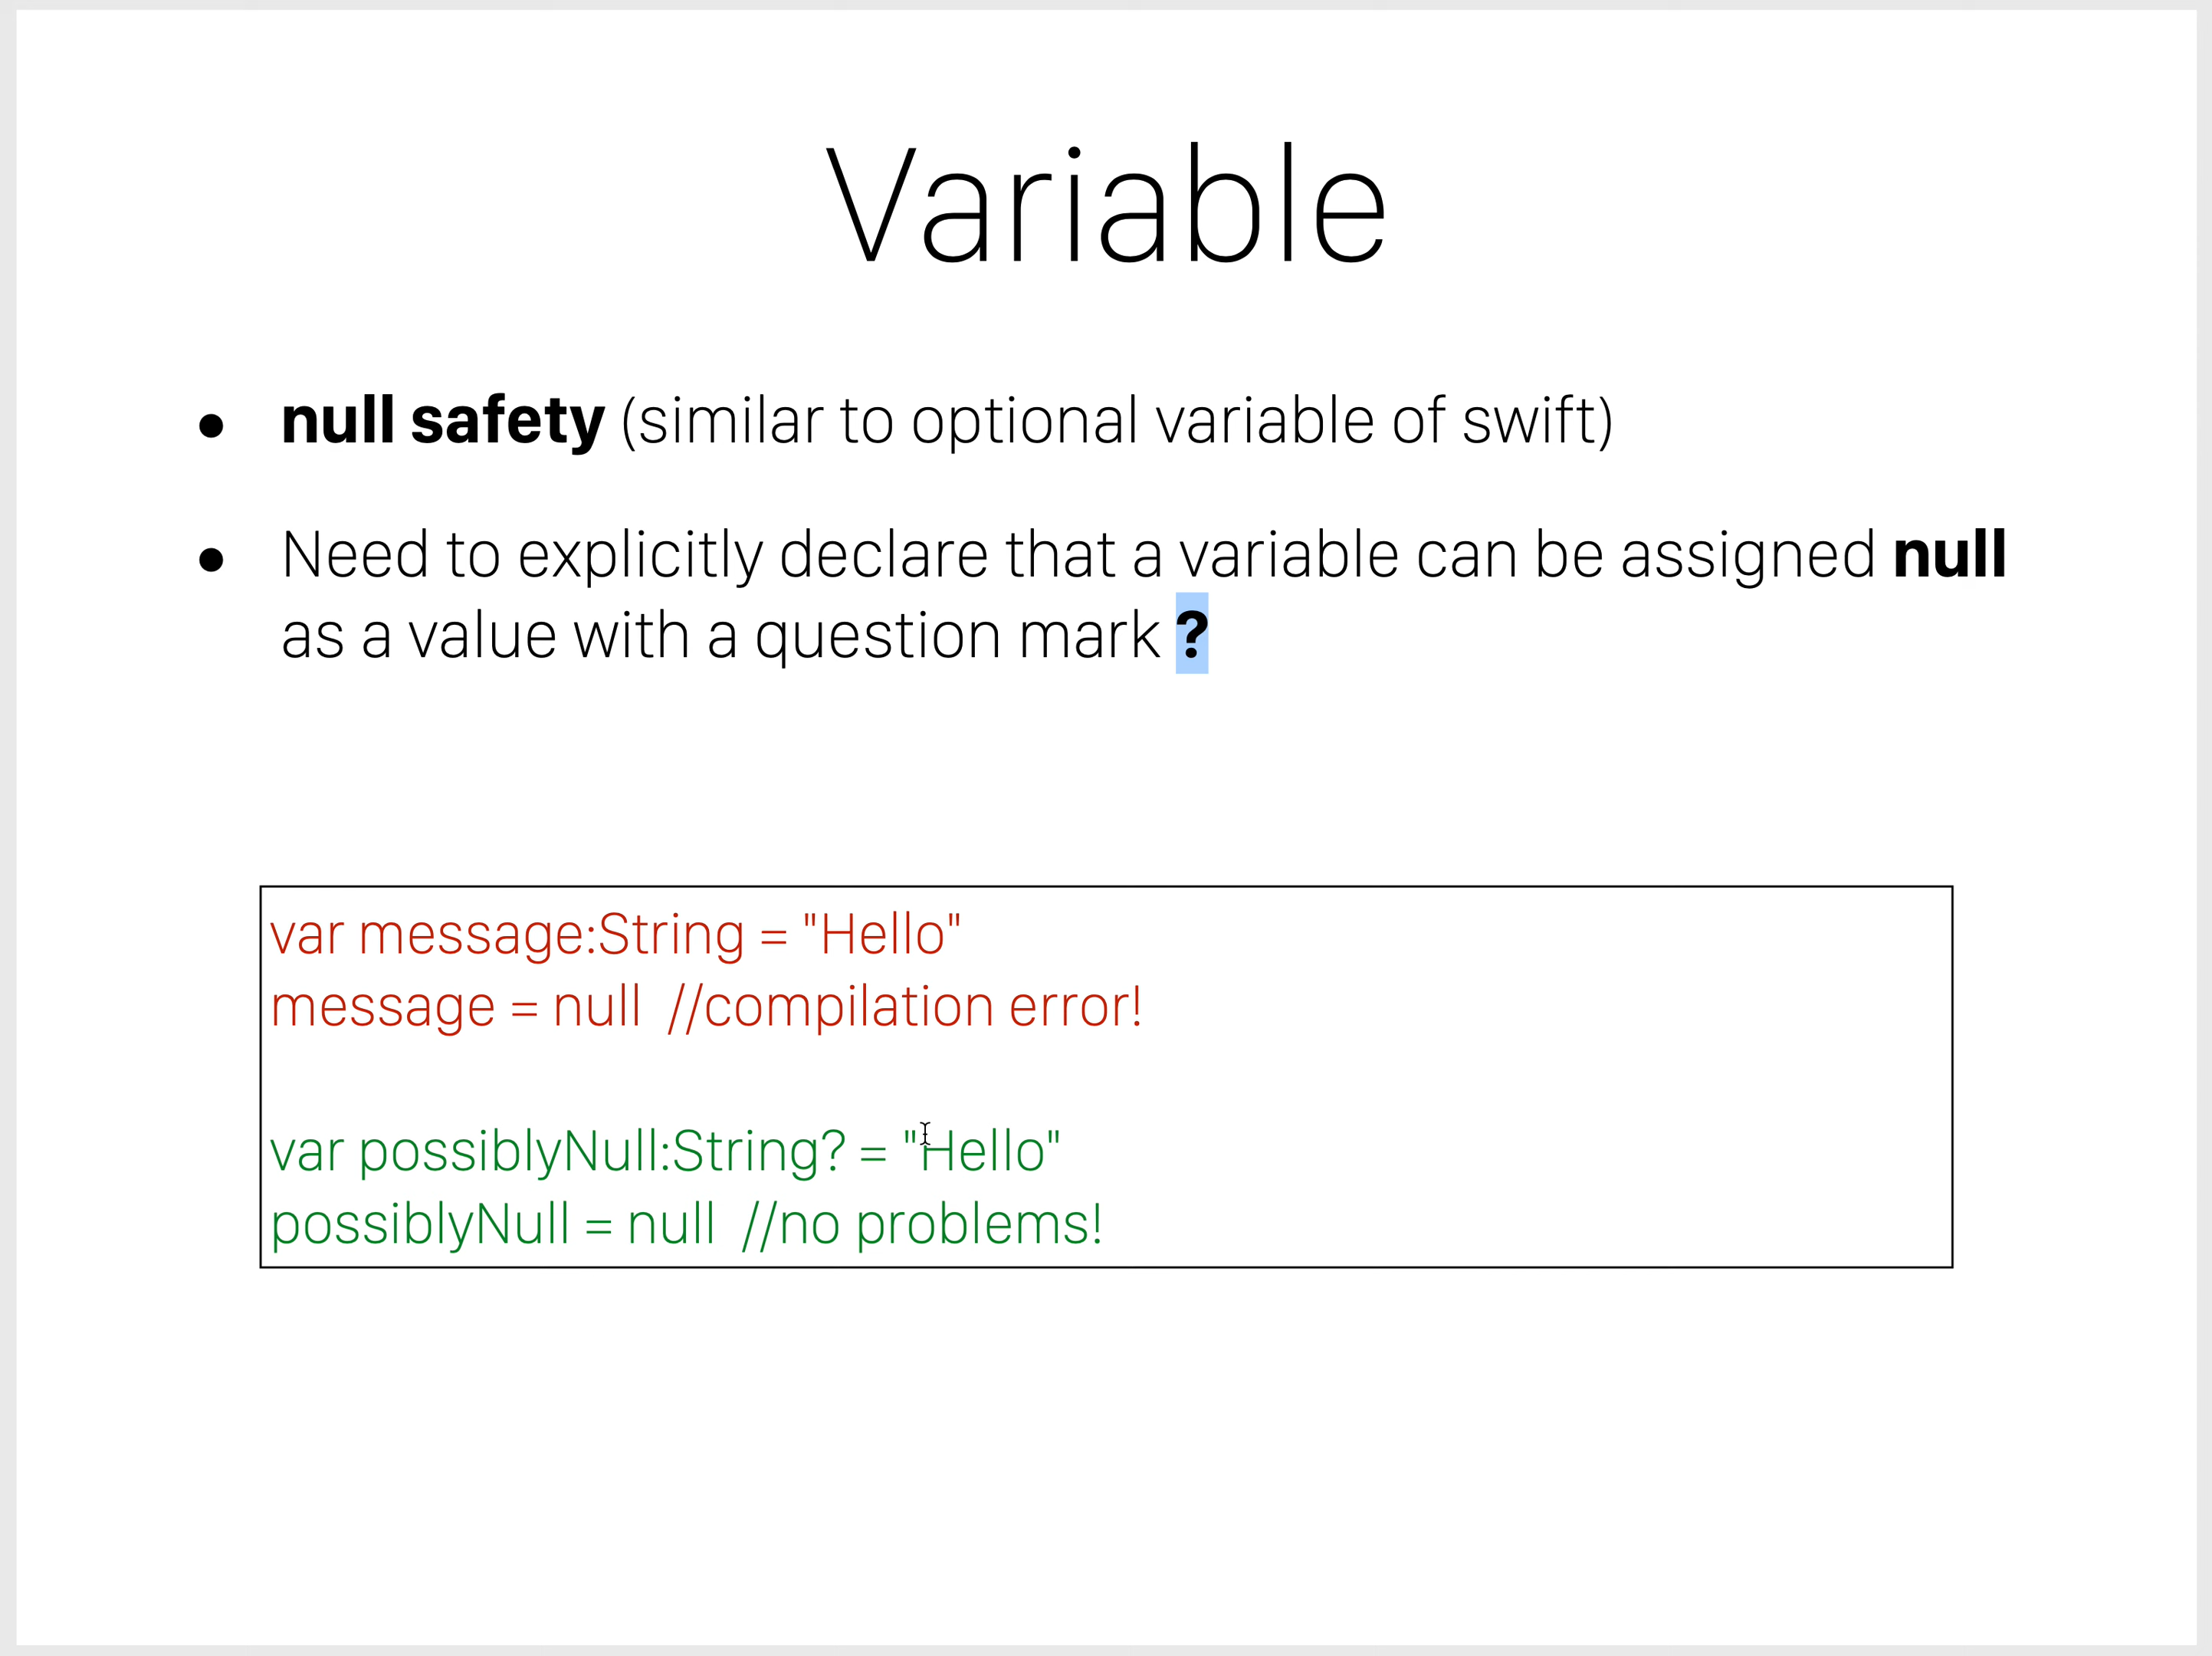 Variable
• null safety (similar to optional variable of swift)
• Need to explicitly declare that a variable can be assigned null
as a value with a question mark ?
var message:String = "Hello"
message = null  //compilation error!
var possiblyNull:String? = "Hello"
possiblyNull = null  //no problems!